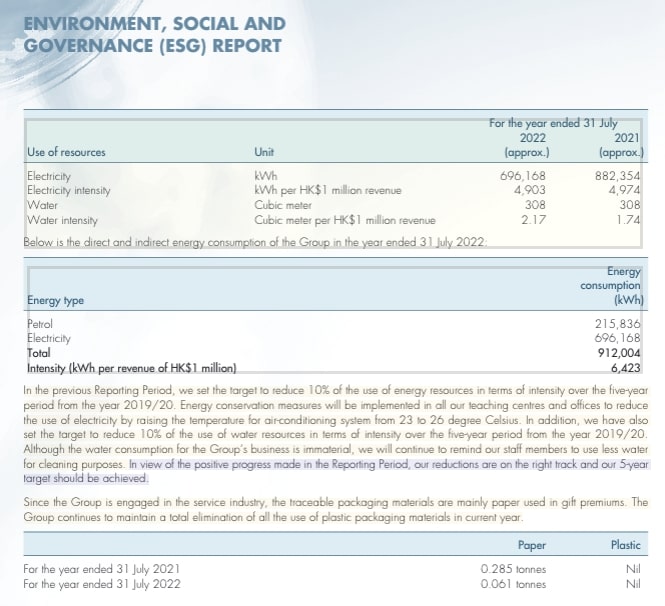 ENVIRONMENT, SOCIAL AND
GOVERNANCE (ESG) REPORT
For the year ended 31 July
2022 2021
Use of resources Unit (approx.) (approx.)
Electricity kWh 696,168 882,354
Electricity intensity kWh per HK$1 million revenue 4,903 4,974
Water Cubic meter 308 308
Water intensity Cubic meter per HK$1 million revenue 2.17 1.74
Below is the direct and indirect energy consumption of the Group in the year ended 31 July 2022:
Energy
consumption
Energy type (kWh)
Petrol 215,836
Electricity 696,168
Total 912,004
Intensity (kWh per revenue of HK$1 million) 6,423
In the previous Reporting Period, we set the target to reduce 10% of the use of energy resources in terms of intensity over the five-year
period from the year 2019/20. Energy conservation measures will be implemented in all our teaching centres and offices to reduce
the use of electricity by raising the temperature for air-conditioning system from 23 to 26 degree Celsius. In addition, we have also
set the target to reduce 10% of the use of water resources in terms of intensity over the five-year period from the year 2019/20.
Although the water consumption for the Group's business is immaterial, we will continue to remind our staff members to use less water
for cleaning purposes. In view of the positive progress made in the Reporting Period, our reductions are on the right track and our 5-year
target should be achieved.
Since the Group is engaged in the service industry, the traceable packaging materials are mainly paper used in gift premiums. The
Group continues to maintain a total elimination of all the use of plastic packaging materials in current year.
Paper Plastic
For the year ended 31 July 2021 0.285 tonnes Nil
For the year ended 31 July 2022 0.061 tonnes Nil